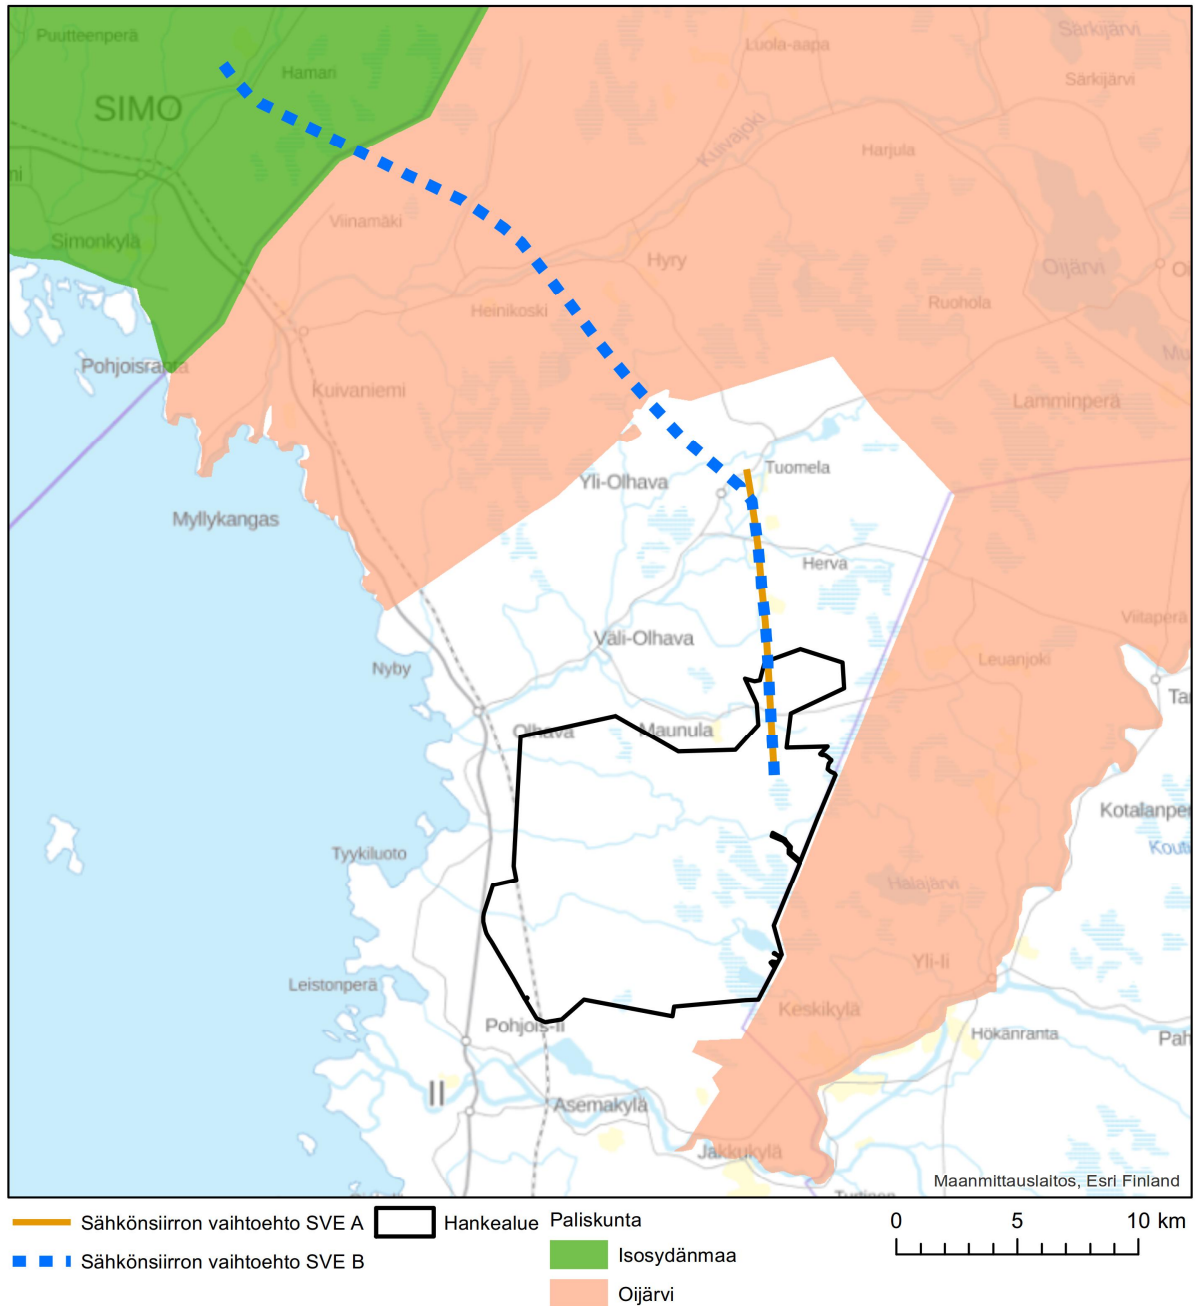 Puutteenperä
Hamari
SIMO
Luola-aapa
Särkijärvi
Särkijärvi
Kuivajoki
Harjula
Simonkylä
Viinamäki
Hyry
Oijärvi
Heinikoski
Ruohola
Pohjoisranta
Kuivaniemi
Lamminperä
Tuomela
Yli-Olhava
Myllykangas
Herva
Väli-Olhava
Viitaperä
Nyby
Leuanjoki
Olhava
Maunula
Kotalanper
Tyykiluoto
Kouti
Halajärvi
Yli-Ii
Leistonperä
Keskikylä
Pohjois-Ii
Hökänranta
Pah
II
Asemakylä
Jakkukylä
Maanmittauslaitos, Esri Finland
Sähkönsiirron vaihtoehto SVE A
Hankealue
Paliskunta
0 5 10 km
Sähkönsiirron vaihtoehto SVE B
Isosydänmaa
Oijärvi